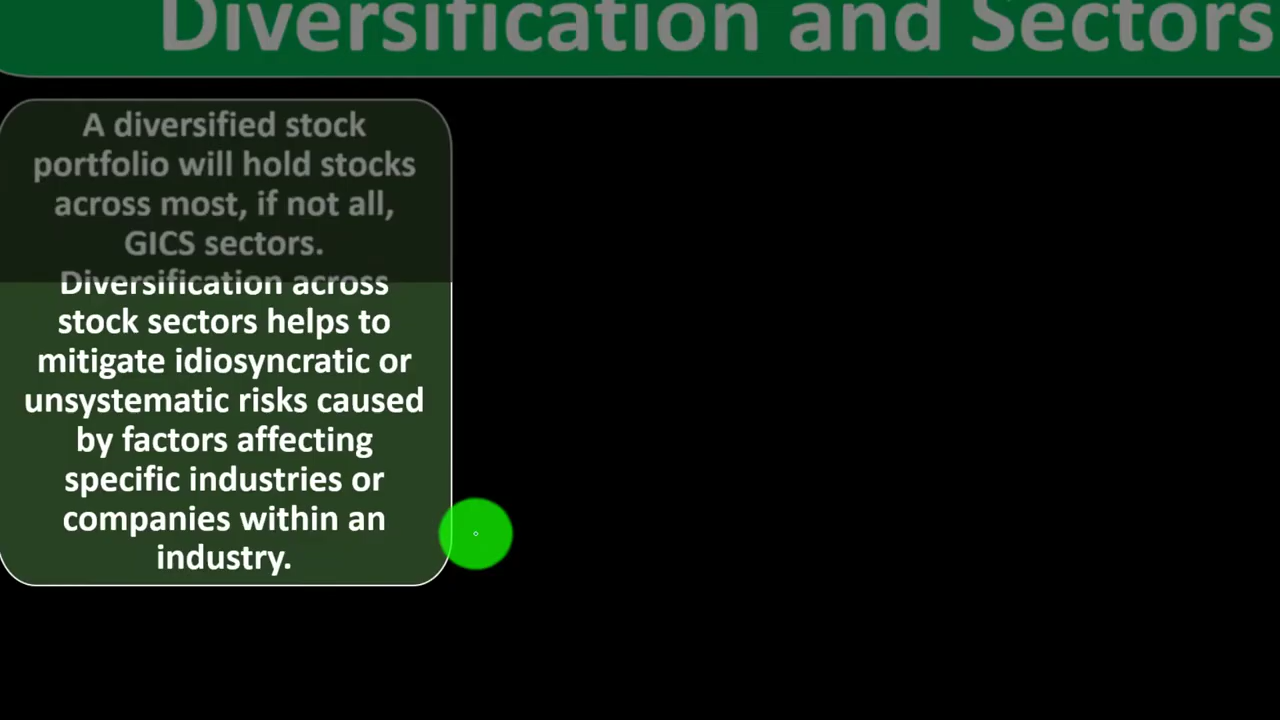 Diversification and Sectors
A diversified stock
portfolio will hold stocks
across most, if not all,
GICS sectors.
Diversification across
stock sectors helps to
mitigate idiosyncratic or
unsystematic risks caused
by factors affecting
specific industries or
companies within an
industry.